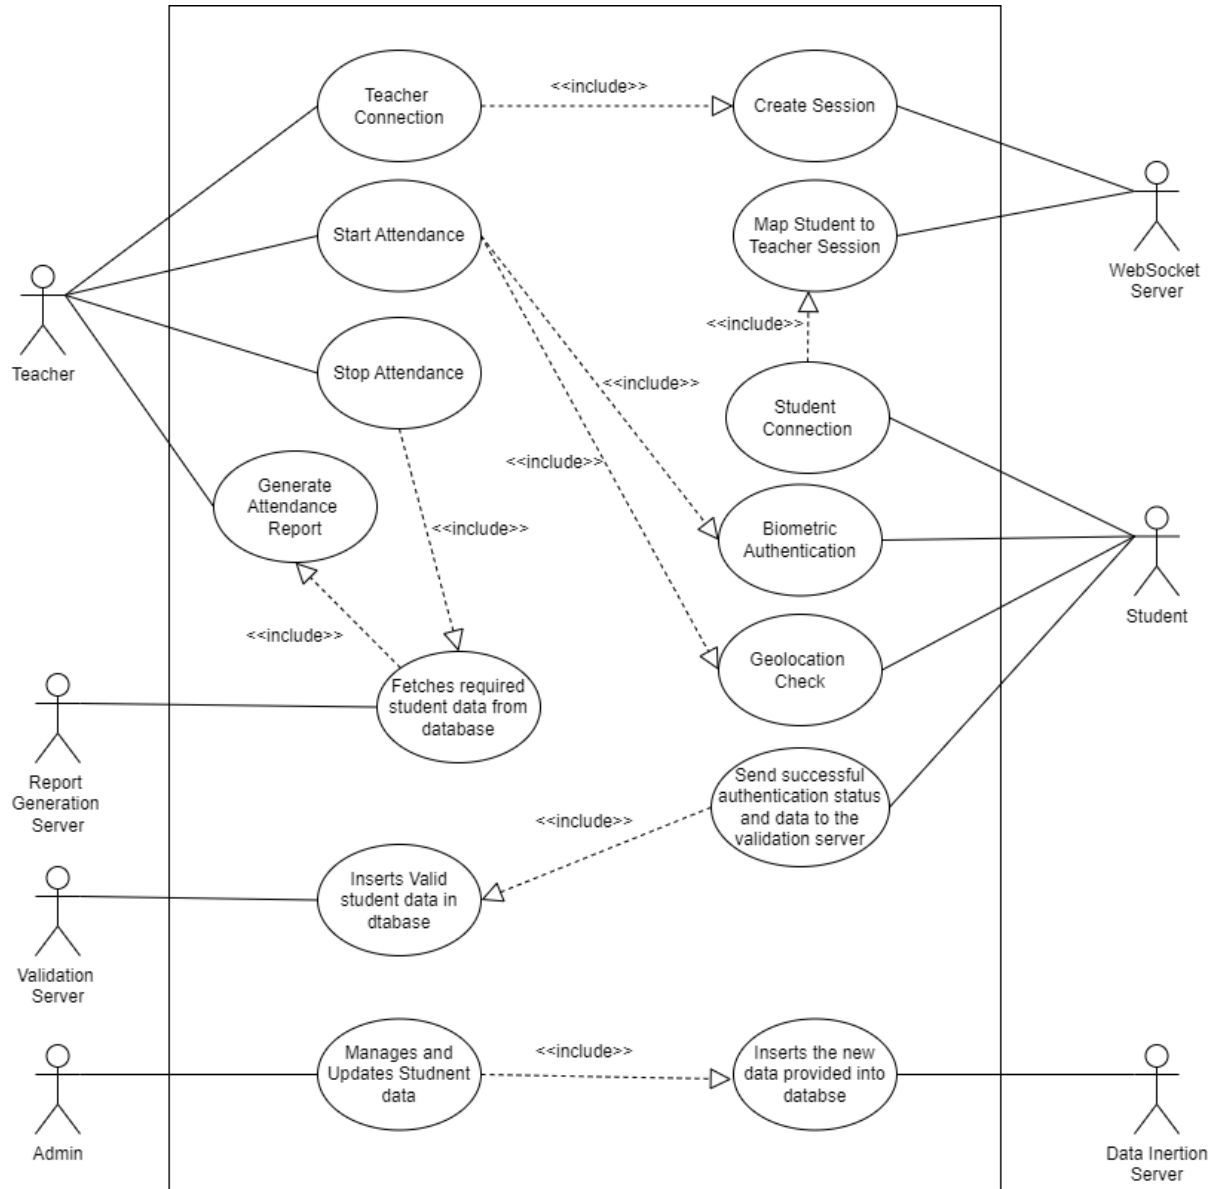 Teacher
Connection
<<include>>
Create Session
Start Attendance
Map Student to
Teacher Session
WebSocket
Server
Teacher
<<include>>
Stop Attendance
<<include>>
Student
Connection
<<include>>
Generate
Attendance
Report
<<include>>
Biometric
Authentication
Student
<<include>>
Geolocation
Check
Fetches required
student data from
database
Report
Generation
Server
Send successful
authentication status
and data to the
validation server
<<include>>
Inserts Valid
student data in
dtabase
Validation
Server
Manages and
Updates Studnent
data
<<include>>
Inserts the new
data provided into
databse
Admin
Data Inertion
Server